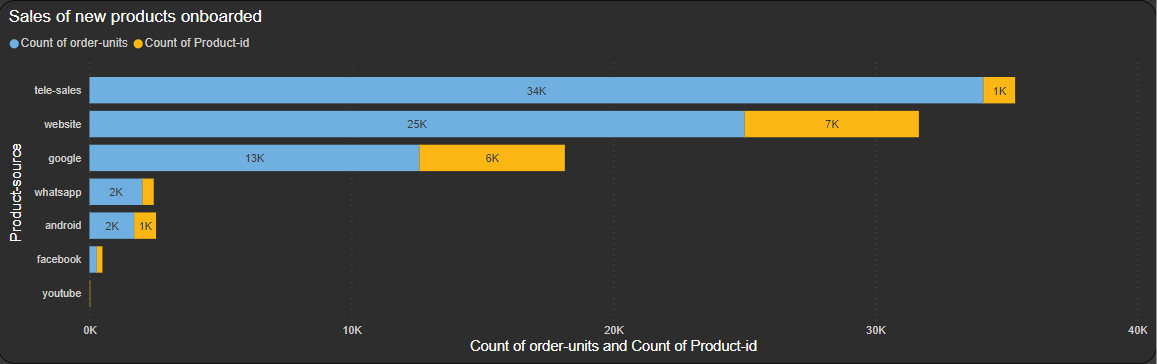 Sales of new products onboarded
Count of order-units Count of Product-id
Product-source
tele-sales 34K 1K
website 25K 7K
google 13K 6K
whatsapp 2K
android 2K 1K
facebook
youtube
0K 10K 20K 30K 40K
Count of order-units and Count of Product-id